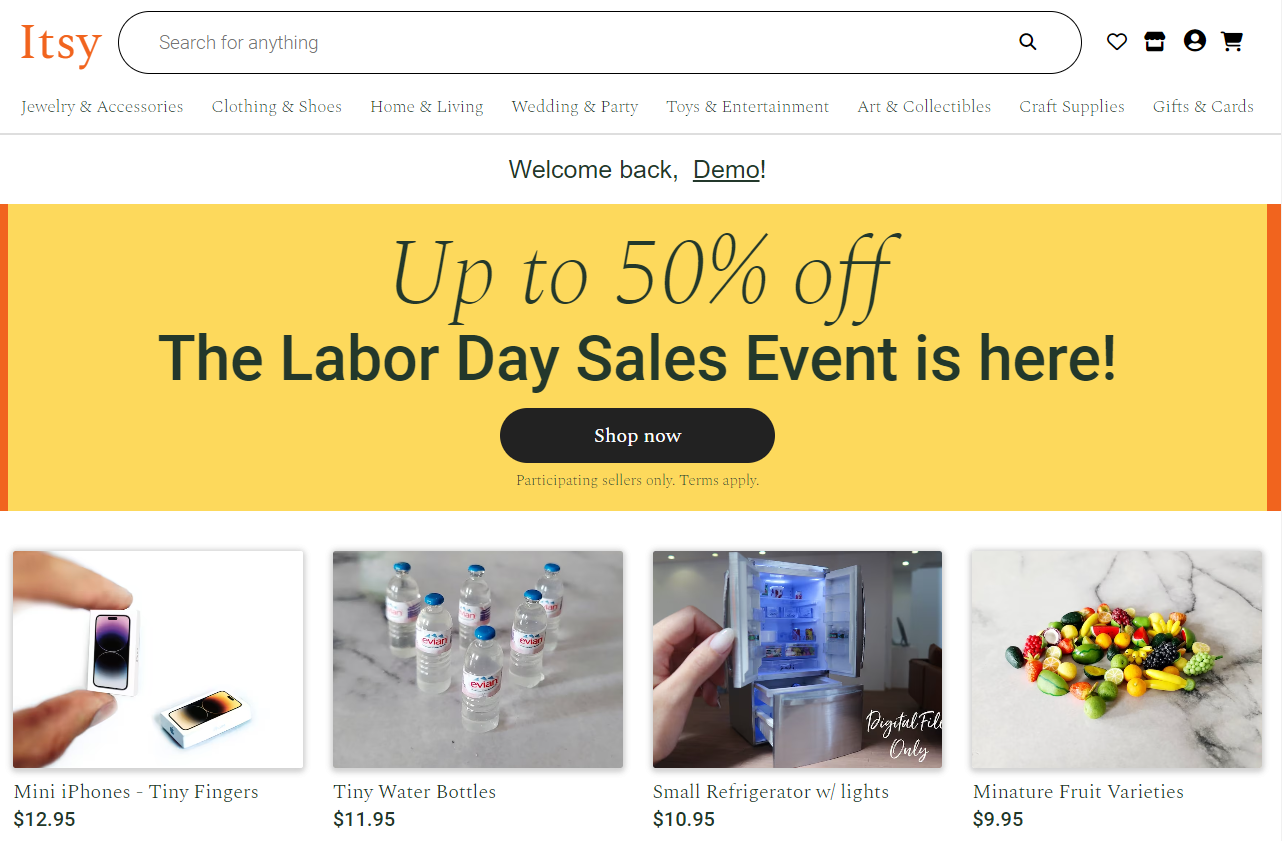 Itsy
Search for anything
Jewelry & Accessories Clothing & Shoes Home & Living Wedding & Party Toys & Entertainment Art & Collectibles Craft Supplies Gifts & Cards
Welcome back, Demo!
Up to 50% off
The Labor Day Sales Event is here!
Shop now
Participating sellers only. Terms apply.
evian evian
evian
Digital File
Only
Mini iPhones - Tiny Fingers Tiny Water Bottles Small Refrigerator w/ lights Minature Fruit Varieties
$12.95 $11.95 $10.95 $9.95